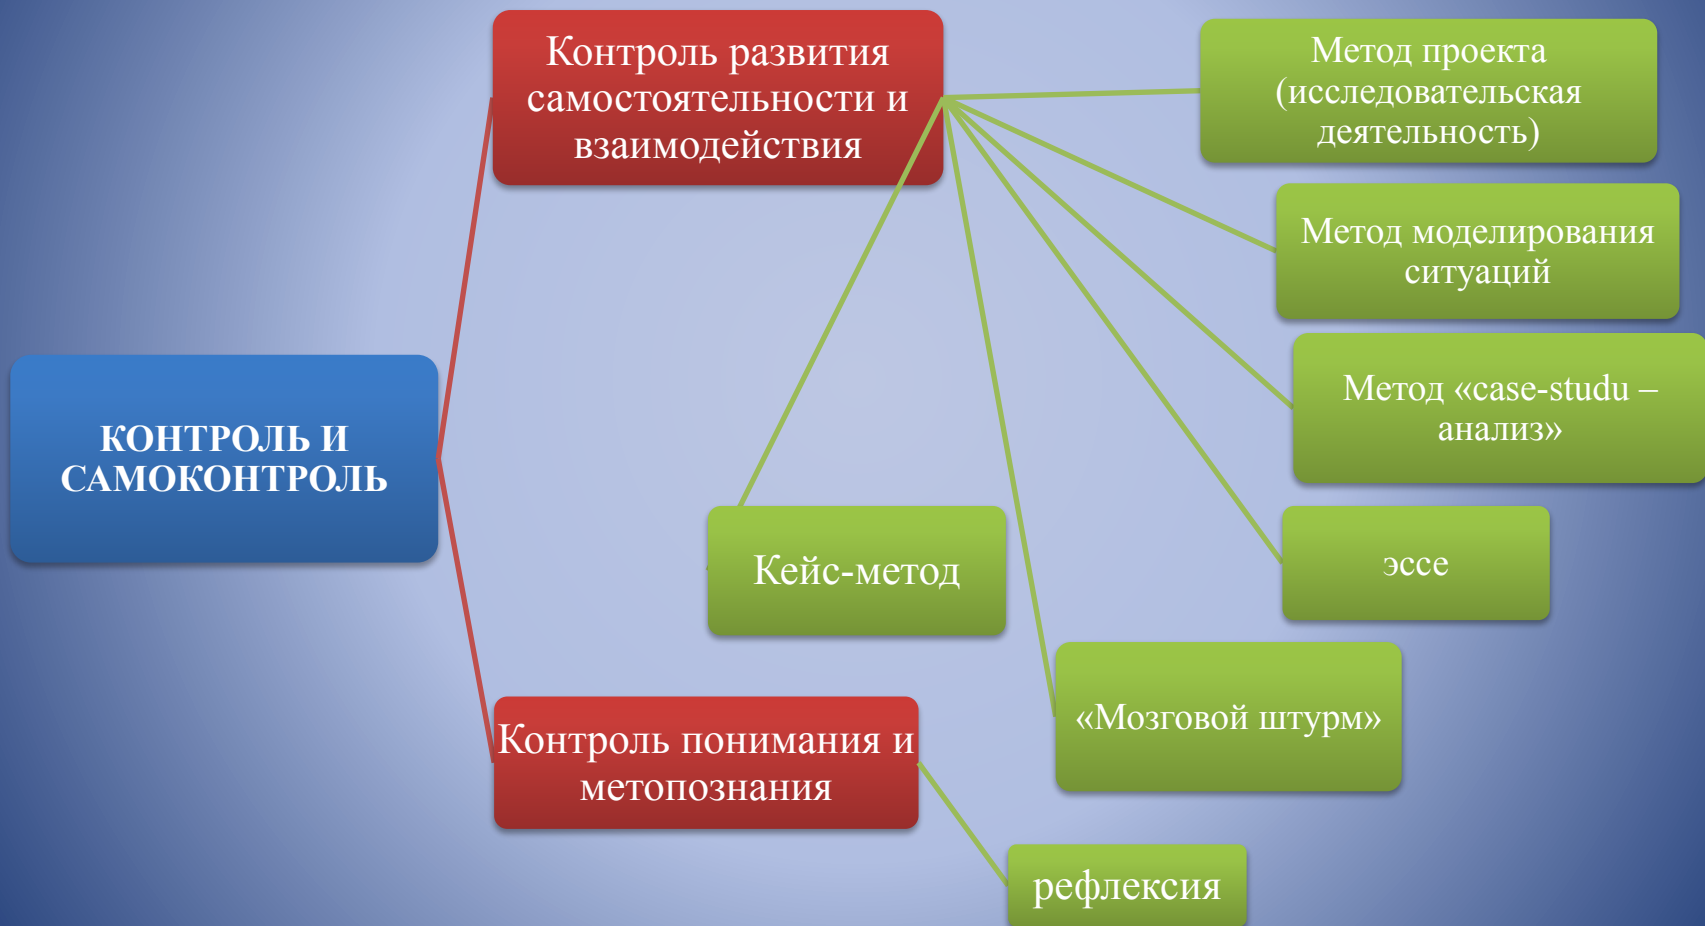 Контроль развития
самостоятельности и
взаимодействия
Метод проекта
(исследовательская
деятельность)
Метод моделирования
ситуаций
Метод «case-studu –
анализ»
КОНТРОЛЬ И
САМОКОНТРОЛЬ
Кейс-метод
эссе
«Мозговой штурм»
Контроль понимания и
метопознания
рефлексия